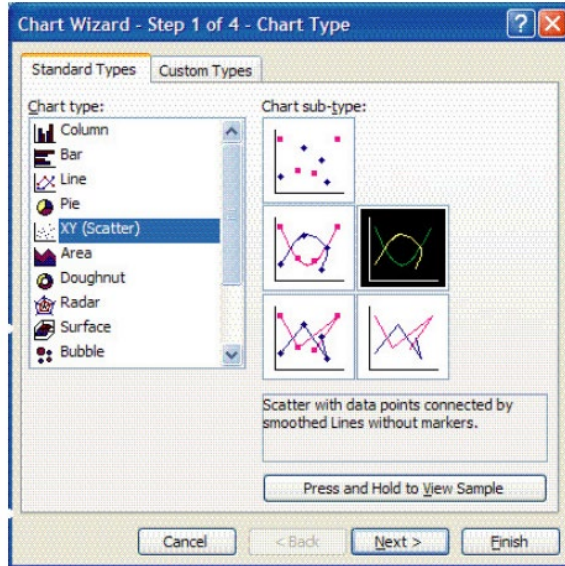 Chart Wizard - Step 1 of 4 - Chart Type
Standard Types
Custom Types
Chart type:
Column
Bar
Line
Pie
XY (Scatter)
Area
Doughnut
Radar
Surface
Bubble
Chart sub-type:
Scatter with data points connected by
smoothed Lines without markers.
Press and Hold to View Sample
Cancel
< Back
Next >
Finish